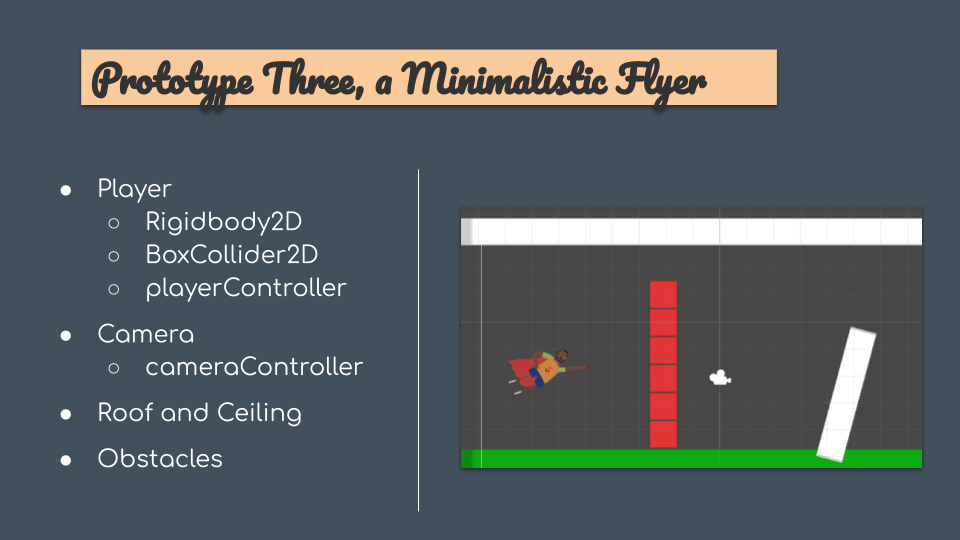 Prototype Three, a Minimalistic Flyer
● Player
○ Rigidbody2D
○ BoxCollider2D
○ playerController
● Camera
○ cameraController
● Roof and Ceiling
● Obstacles